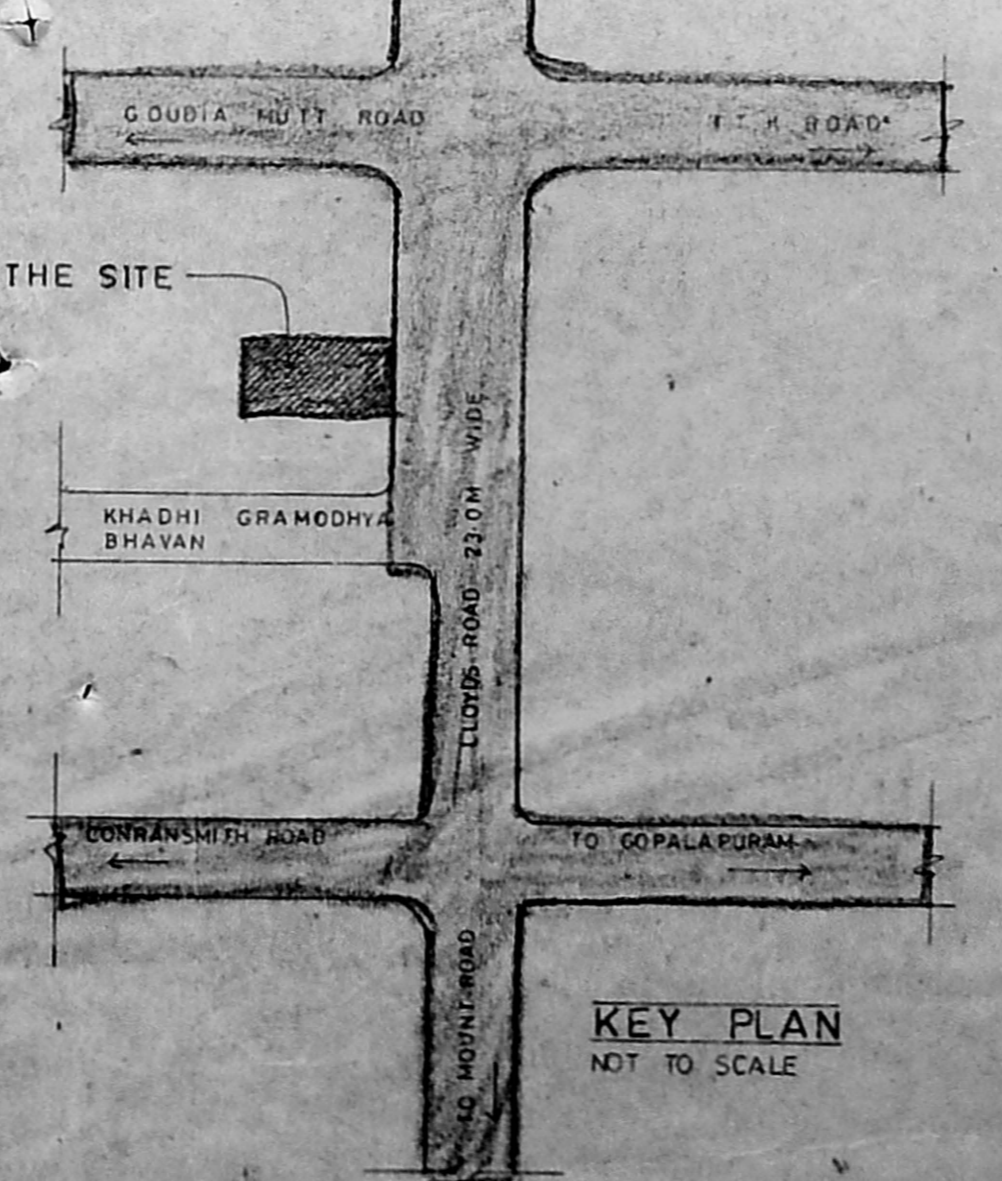 GOUDIA MUTT ROAD
T T K ROAD
THE SITE
KHADHI GRAMODHYA
BHAVAN
CLOYDS ROAD 23.0M WIDE
CONRANSMITH ROAD
TO GOPALAPURAM
TO MOUNT ROAD
KEY PLAN
NOT TO SCALE